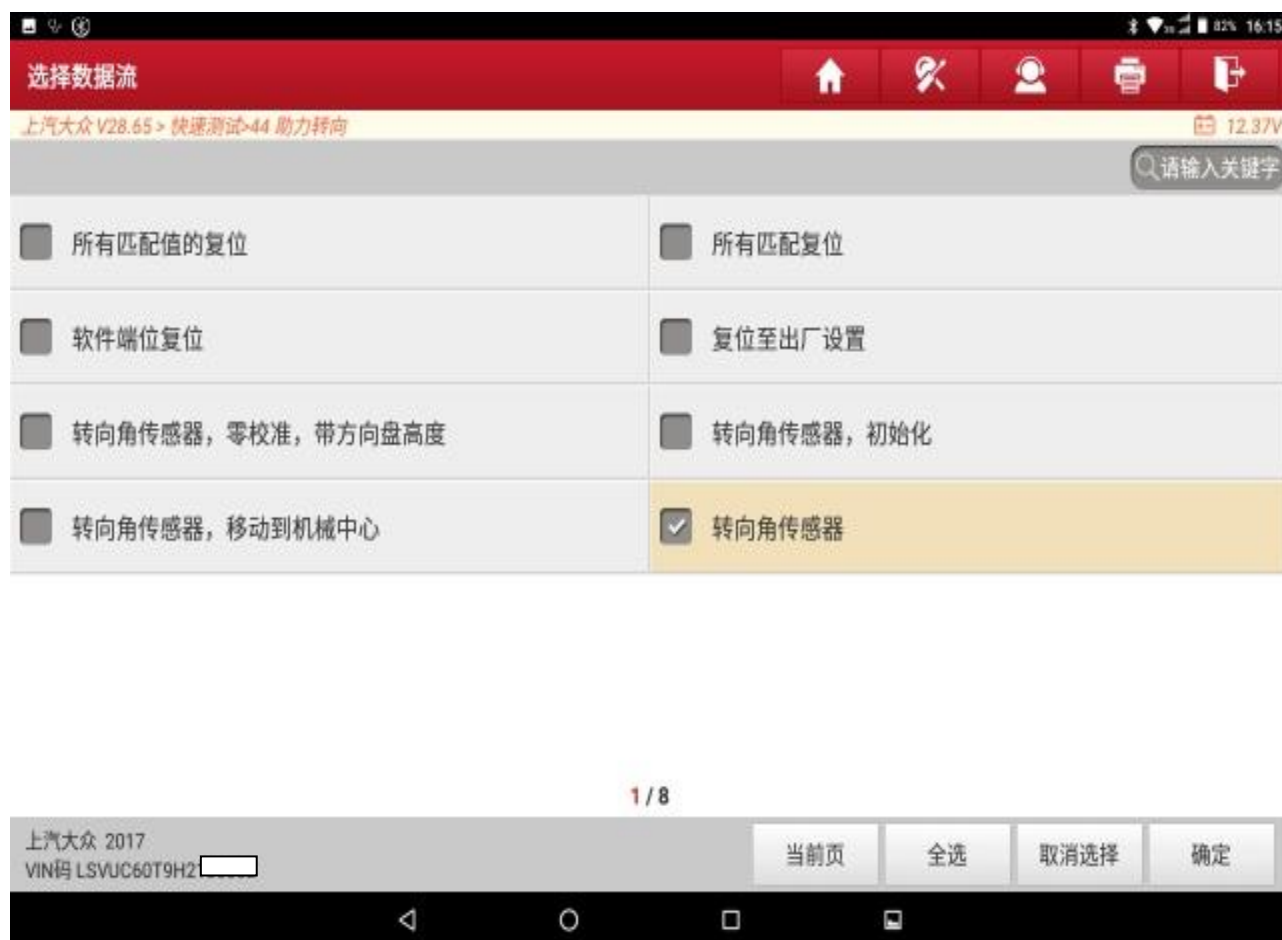 82% 16:15
选择数据流
上汽大众 V28.65 > 快速测试>44 助力转向
12.37V
请输入关键字
所有匹配值的复位
所有匹配复位
软件端位复位
复位至出厂设置
转向角传感器，零校准，带方向盘高度
转向角传感器，初始化
转向角传感器，移动到机械中心
转向角传感器
1 / 8
上汽大众 2017
VIN码 LSVUC60T9H2
当前页
全选
取消选择
确定